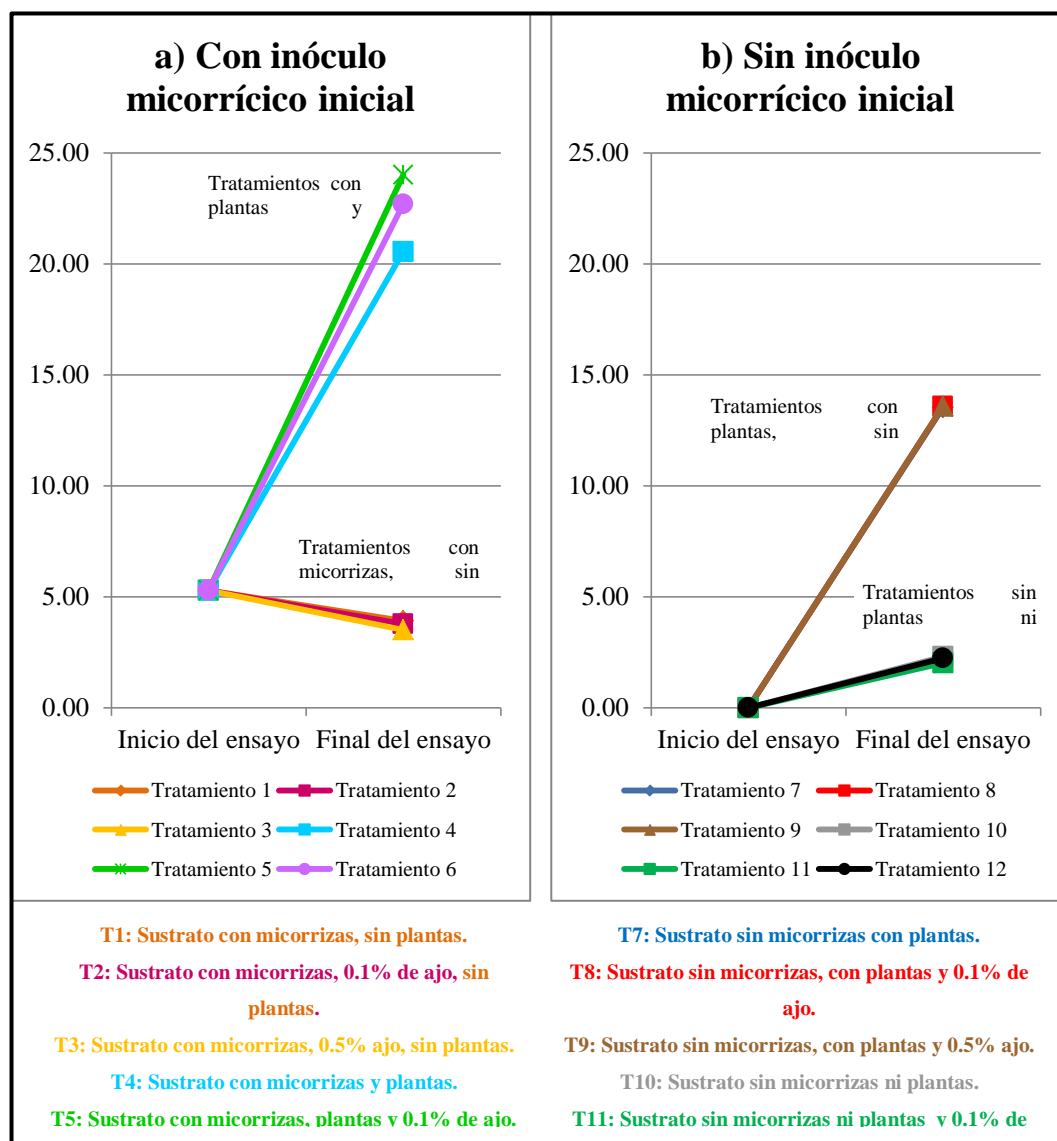 a) Con inóculo
micorrícico inicial
25.00
20.00
15.00
10.00
5.00
0.00
Tratamientos con
plantas y
Tratamientos con
micorrizas, sin
Inicio del ensayo Final del ensayo
Tratamiento 1 Tratamiento 2
Tratamiento 3 Tratamiento 4
Tratamiento 5 Tratamiento 6
b) Sin inóculo
micorrícico inicial
25.00
20.00
15.00
10.00
5.00
0.00
Tratamientos con
plantas, sin
Tratamientos sin
plantas ni
Inicio del ensayo Final del ensayo
Tratamiento 7 Tratamiento 8
Tratamiento 9 Tratamiento 10
Tratamiento 11 Tratamiento 12
T1: Sustrato con micorrizas, sin plantas.
T2: Sustrato con micorrizas, 0.1% de ajo, sin
plantas.
T3: Sustrato con micorrizas, 0.5% ajo, sin plantas.
T4: Sustrato con micorrizas y plantas.
T5: Sustrato con micorrizas, plantas y 0.1% de ajo.
T7: Sustrato sin micorrizas con plantas.
T8: Sustrato sin micorrizas, con plantas y 0.1% de
ajo.
T9: Sustrato sin micorrizas, con plantas y 0.5% ajo.
T10: Sustrato sin micorrizas ni plantas.
T11: Sustrato sin micorrizas ni plantas y 0.1% de